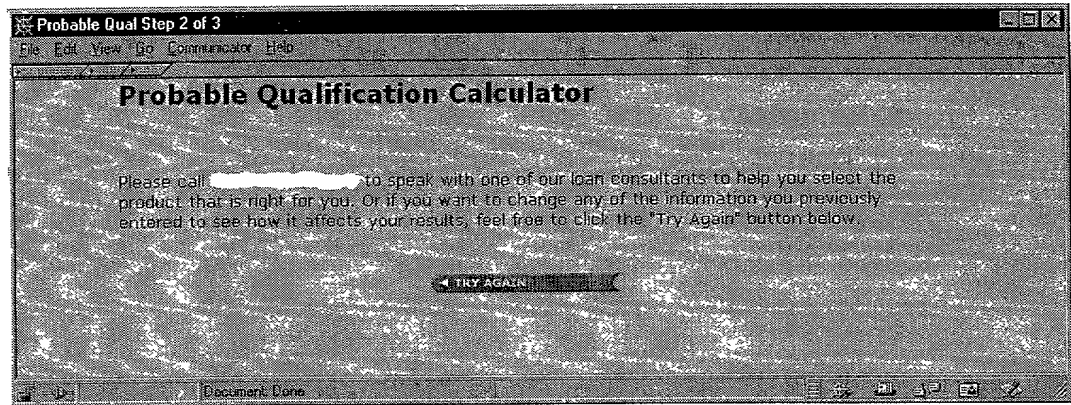 Probable Qual Step 2 of 3
File Edit View Go Communicator Help
Probable Qualification Calculator
Please call to speak with one of our loan consultants to help you select the
product that is right for you. Or if you want to change any of the information you previously
entered to see how it affects your results, feel free to click the "Try Again" button below.
TRY AGAIN
Document: Done